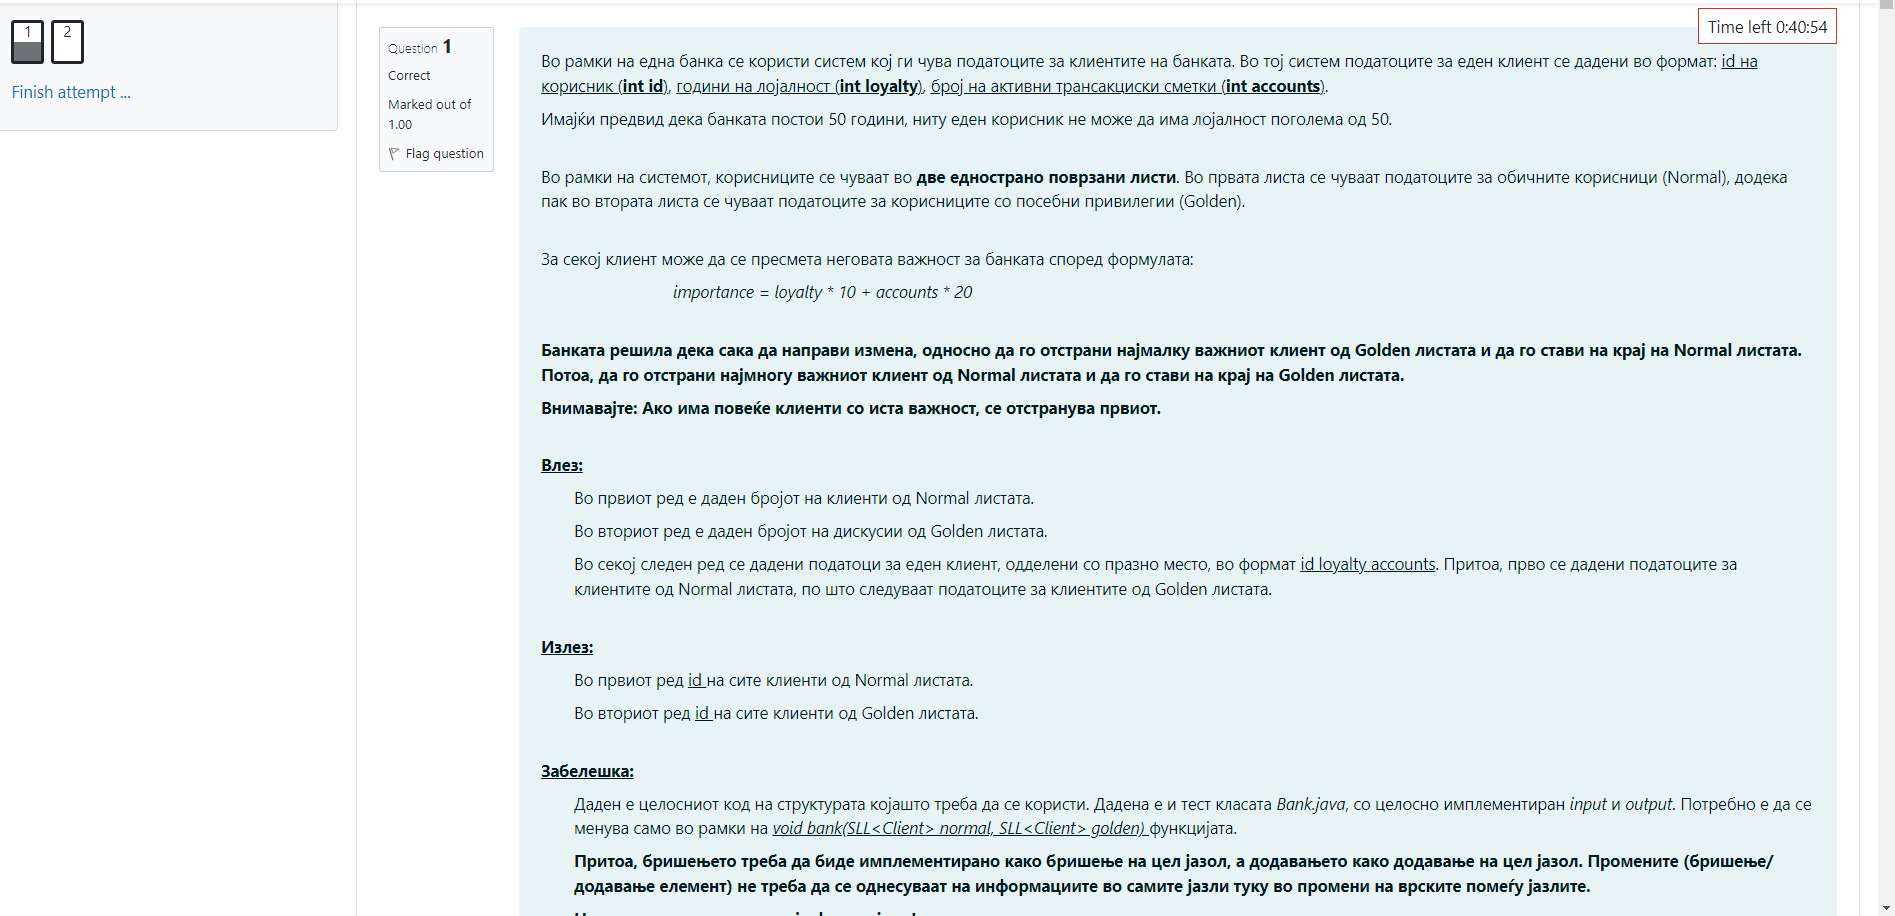 1
2
Finish attempt ...
Question 1
Correct
Marked out of
1.00
Flag question
Time left 0:40:54
Во рамки на една банка се користи систем кој ги чува податоците за клиентите на банката. Во тој систем податоците за еден клиент се дадени во формат: id на
корисник (int id), години на лојалност (int loyalty), број на активни трансакциски сметки (int accounts).
Имајќи предвид дека банката постои 50 години, ниту еден корисник не може да има лојалност поголема од 50.
Во рамки на системот, корисниците се чуваат во две еднострано поврзани листи. Во првата листа се чуваат податоците за обичните корисници (Normal), додека
пак во втората листа се чуваат податоците за корисниците со посебни привилегии (Golden).
За секој клиент може да се пресмета неговата важност за банката според формулата:
importance = loyalty * 10 + accounts * 20
Банката решила дека сака да направи измена, односно да го отстрани најмалку важниот клиент од Golden листата и да го стави на крај на Normal листата.
Потоа, да го отстрани најмногу важниот клиент од Normal листата и да го стави на крај на Golden листата.
Внимавајте: Ако има повеќе клиенти со иста важност, се отстранува првиот.
Влез:
Во првиот ред е даден бројот на клиенти од Normal листата.
Во вториот ред е даден бројот на дискусии од Golden листата.
Во секој следен ред се дадени податоци за еден клиент, одделени со празно место, во формат id loyalty accounts. Притоа, прво се дадени податоците за
клиентите од Normal листата, по што следуваат податоците за клиентите од Golden листата.
Излез:
Во првиот ред id на сите клиенти од Normal листата.
Во вториот ред id на сите клиенти од Golden листата.
Забелешка:
Даден е целосниот код на структурата којашто треба да се користи. Дадена е и тест класата Bank.java, со целосно имплементиран input и output. Потребно е да се
менува само во рамки на void bank(SLL<Client> normal, SLL<Client> golden) функцијата.
Притоа, бришењето треба да биде имплементирано како бришење на цел јазол, а додавањето како додавање на цел јазол. Промените (бришење/
додавање елемент) не треба да се однесуваат на информациите во самите јазли туку во промени на врските помеѓу јазлите.